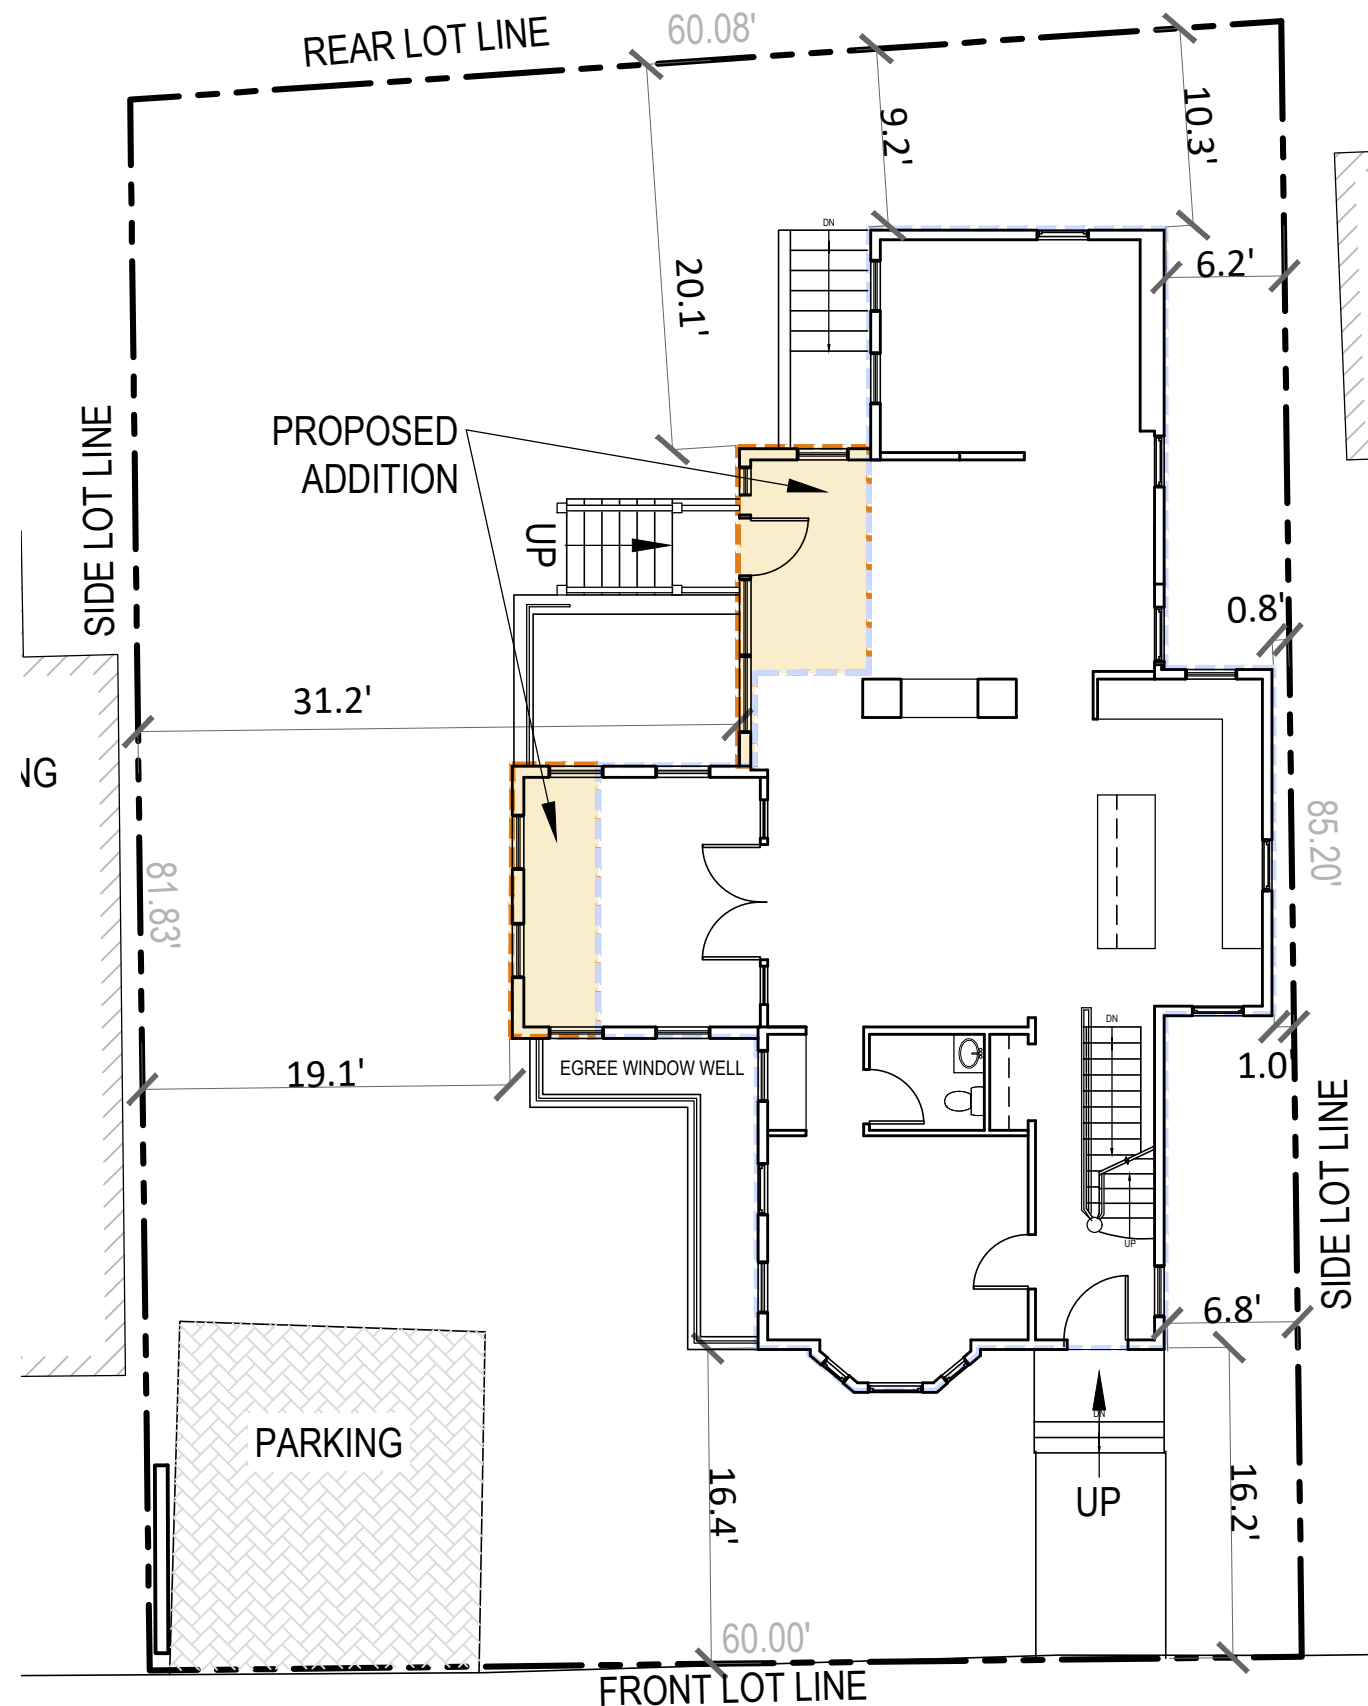 REAR LOT LINE
60.08'
9.2'
10.3'
DN
20.1'
6.2'
SIDE LOT LINE
PROPOSED
ADDITION
UP
0.8'
31.2'
NG
81.83'
85.20'
DN
19.1'
EGREE WINDOW WELL
1.0'
SIDE LOT LINE
UP
6.8'
PARKING
DN
16.4'
UP
16.2'
60.00'
FRONT LOT LINE